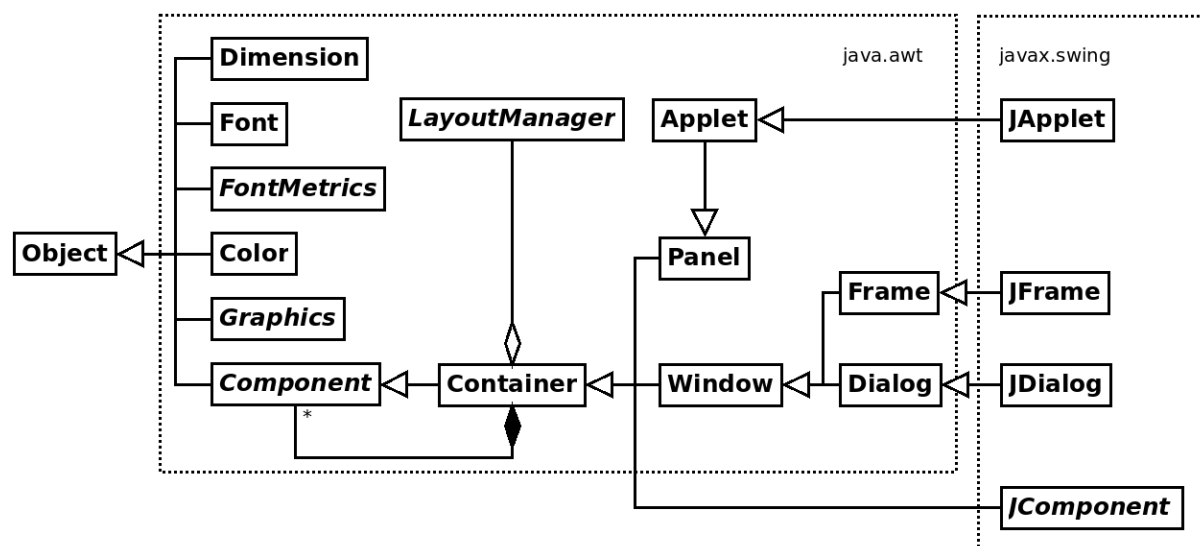 java.awt
javax.swing
Dimension
Font
LayoutManager
Applet
JApplet
FontMetrics
Object
Color
Panel
Graphics
Frame
JFrame
Component
Container
Window
Dialog
JDialog
*
JComponent